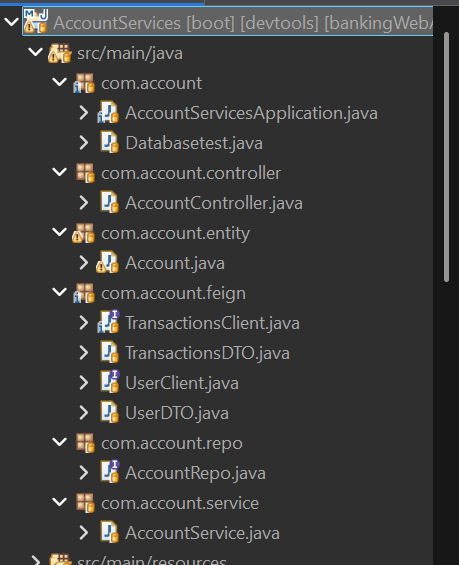 AccountServices [boot] [devtools] [bankingWebA
src/main/java
com.account
AccountServicesApplication.java
Databasetest.java
com.account.controller
AccountController.java
com.account.entity
Account.java
com.account.feign
TransactionsClient.java
TransactionsDTO.java
UserClient.java
UserDTO.java
com.account.repo
AccountRepo.java
com.account.service
AccountService.java
src/main/resources